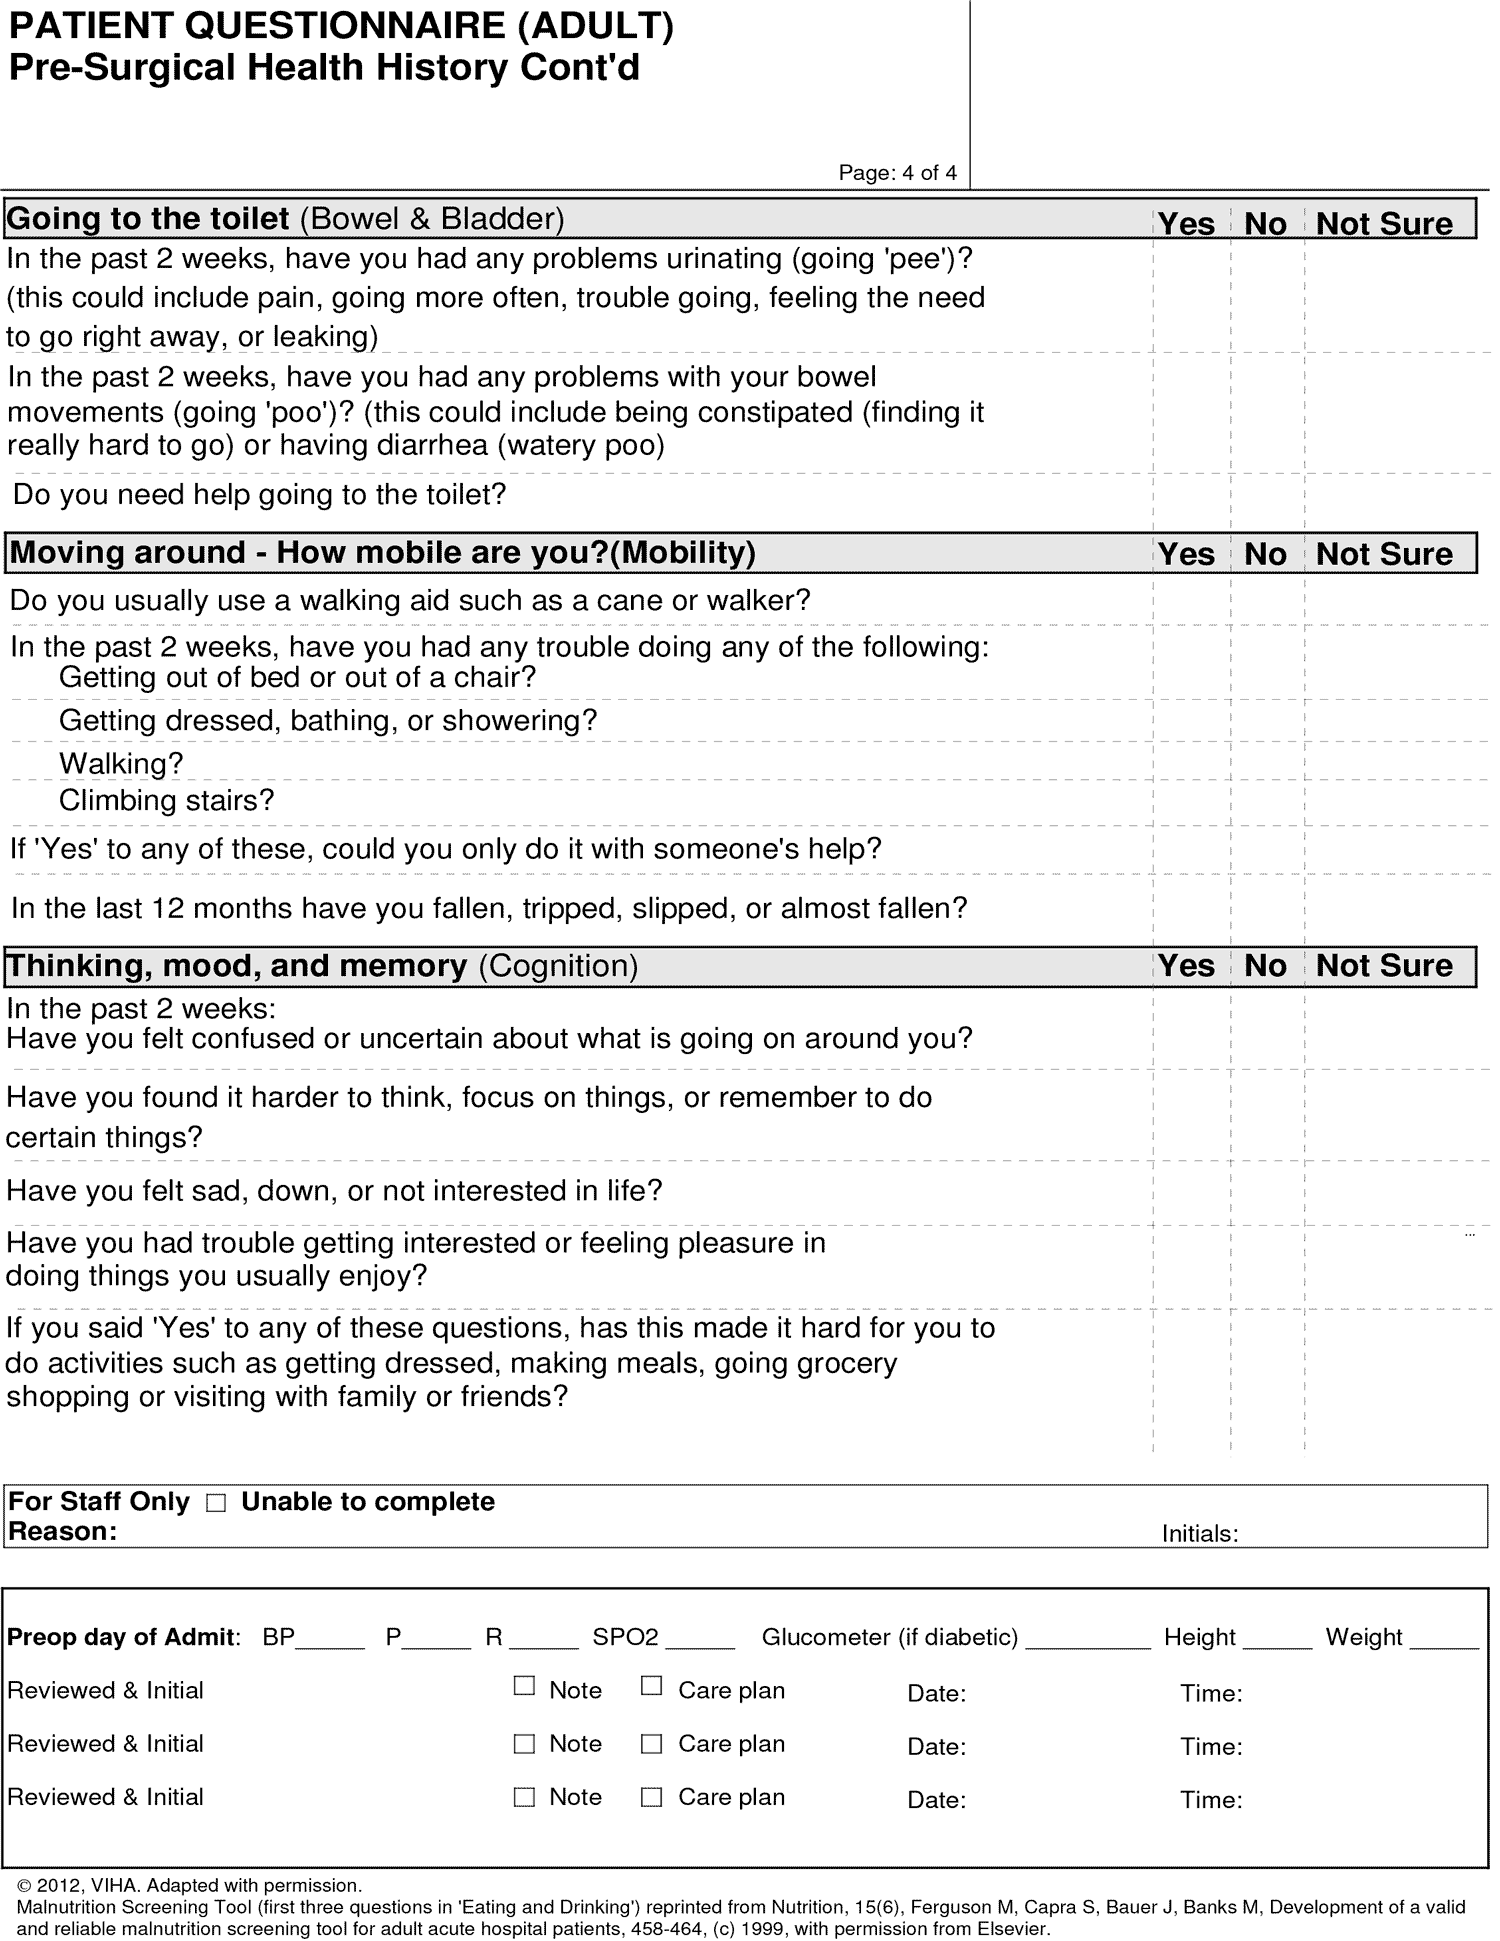 PATIENT QUESTIONNAIRE (ADULT)
Pre-Surgical Health History Cont'd
Page: 4 of 4
Going to the toilet (Bowel & Bladder) Yes No Not Sure
In the past 2 weeks, have you had any problems urinating (going 'pee')?
(this could include pain, going more often, trouble going, feeling the need
to go right away, or leaking)
In the past 2 weeks, have you had any problems with your bowel
movements (going 'poo')? (this could include being constipated (finding it
really hard to go) or having diarrhea (watery poo)
Do you need help going to the toilet?
Moving around - How mobile are you?(Mobility) Yes No Not Sure
Do you usually use a walking aid such as a cane or walker?
In the past 2 weeks, have you had any trouble doing any of the following:
Getting out of bed or out of a chair?
Getting dressed, bathing, or showering?
Walking?
Climbing stairs?
If 'Yes' to any of these, could you only do it with someone's help?
In the last 12 months have you fallen, tripped, slipped, or almost fallen?
Thinking, mood, and memory (Cognition) Yes No Not Sure
In the past 2 weeks:
Have you felt confused or uncertain about what is going on around you?
Have you found it harder to think, focus on things, or remember to do
certain things?
Have you felt sad, down, or not interested in life?
Have you had trouble getting interested or feeling pleasure in
...
doing things you usually enjoy?
If you said 'Yes' to any of these questions, has this made it hard for you to
do activities such as getting dressed, making meals, going grocery
shopping or visiting with family or friends?
For Staff Only ☐ Unable to complete
Reason: Initials:
Preop day of Admit: BP_____ P_____ R _____ SPO2 _____ Glucometer (if diabetic) _________ Height _____ Weight _____
Reviewed & Initial ☐ Note ☐ Care plan Date: Time:
Reviewed & Initial ☐ Note ☐ Care plan Date: Time:
Reviewed & Initial ☐ Note ☐ Care plan Date: Time:
© 2012, VIHA. Adapted with permission.
Malnutrition Screening Tool (first three questions in 'Eating and Drinking') reprinted from Nutrition, 15(6), Ferguson M, Capra S, Bauer J, Banks M, Development of a valid
and reliable malnutrition screening tool for adult acute hospital patients, 458-464, (c) 1999, with permission from Elsevier.